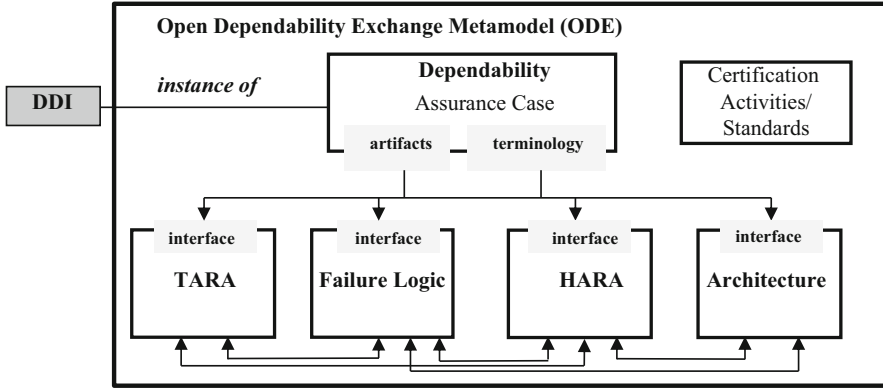 Open Dependability Exchange Metamodel (ODE)
DDI
instance of
Dependability
Assurance Case
artifacts
terminology
Certification
Activities/
Standards
interface
interface
interface
interface
TARA
Failure Logic
HARA
Architecture